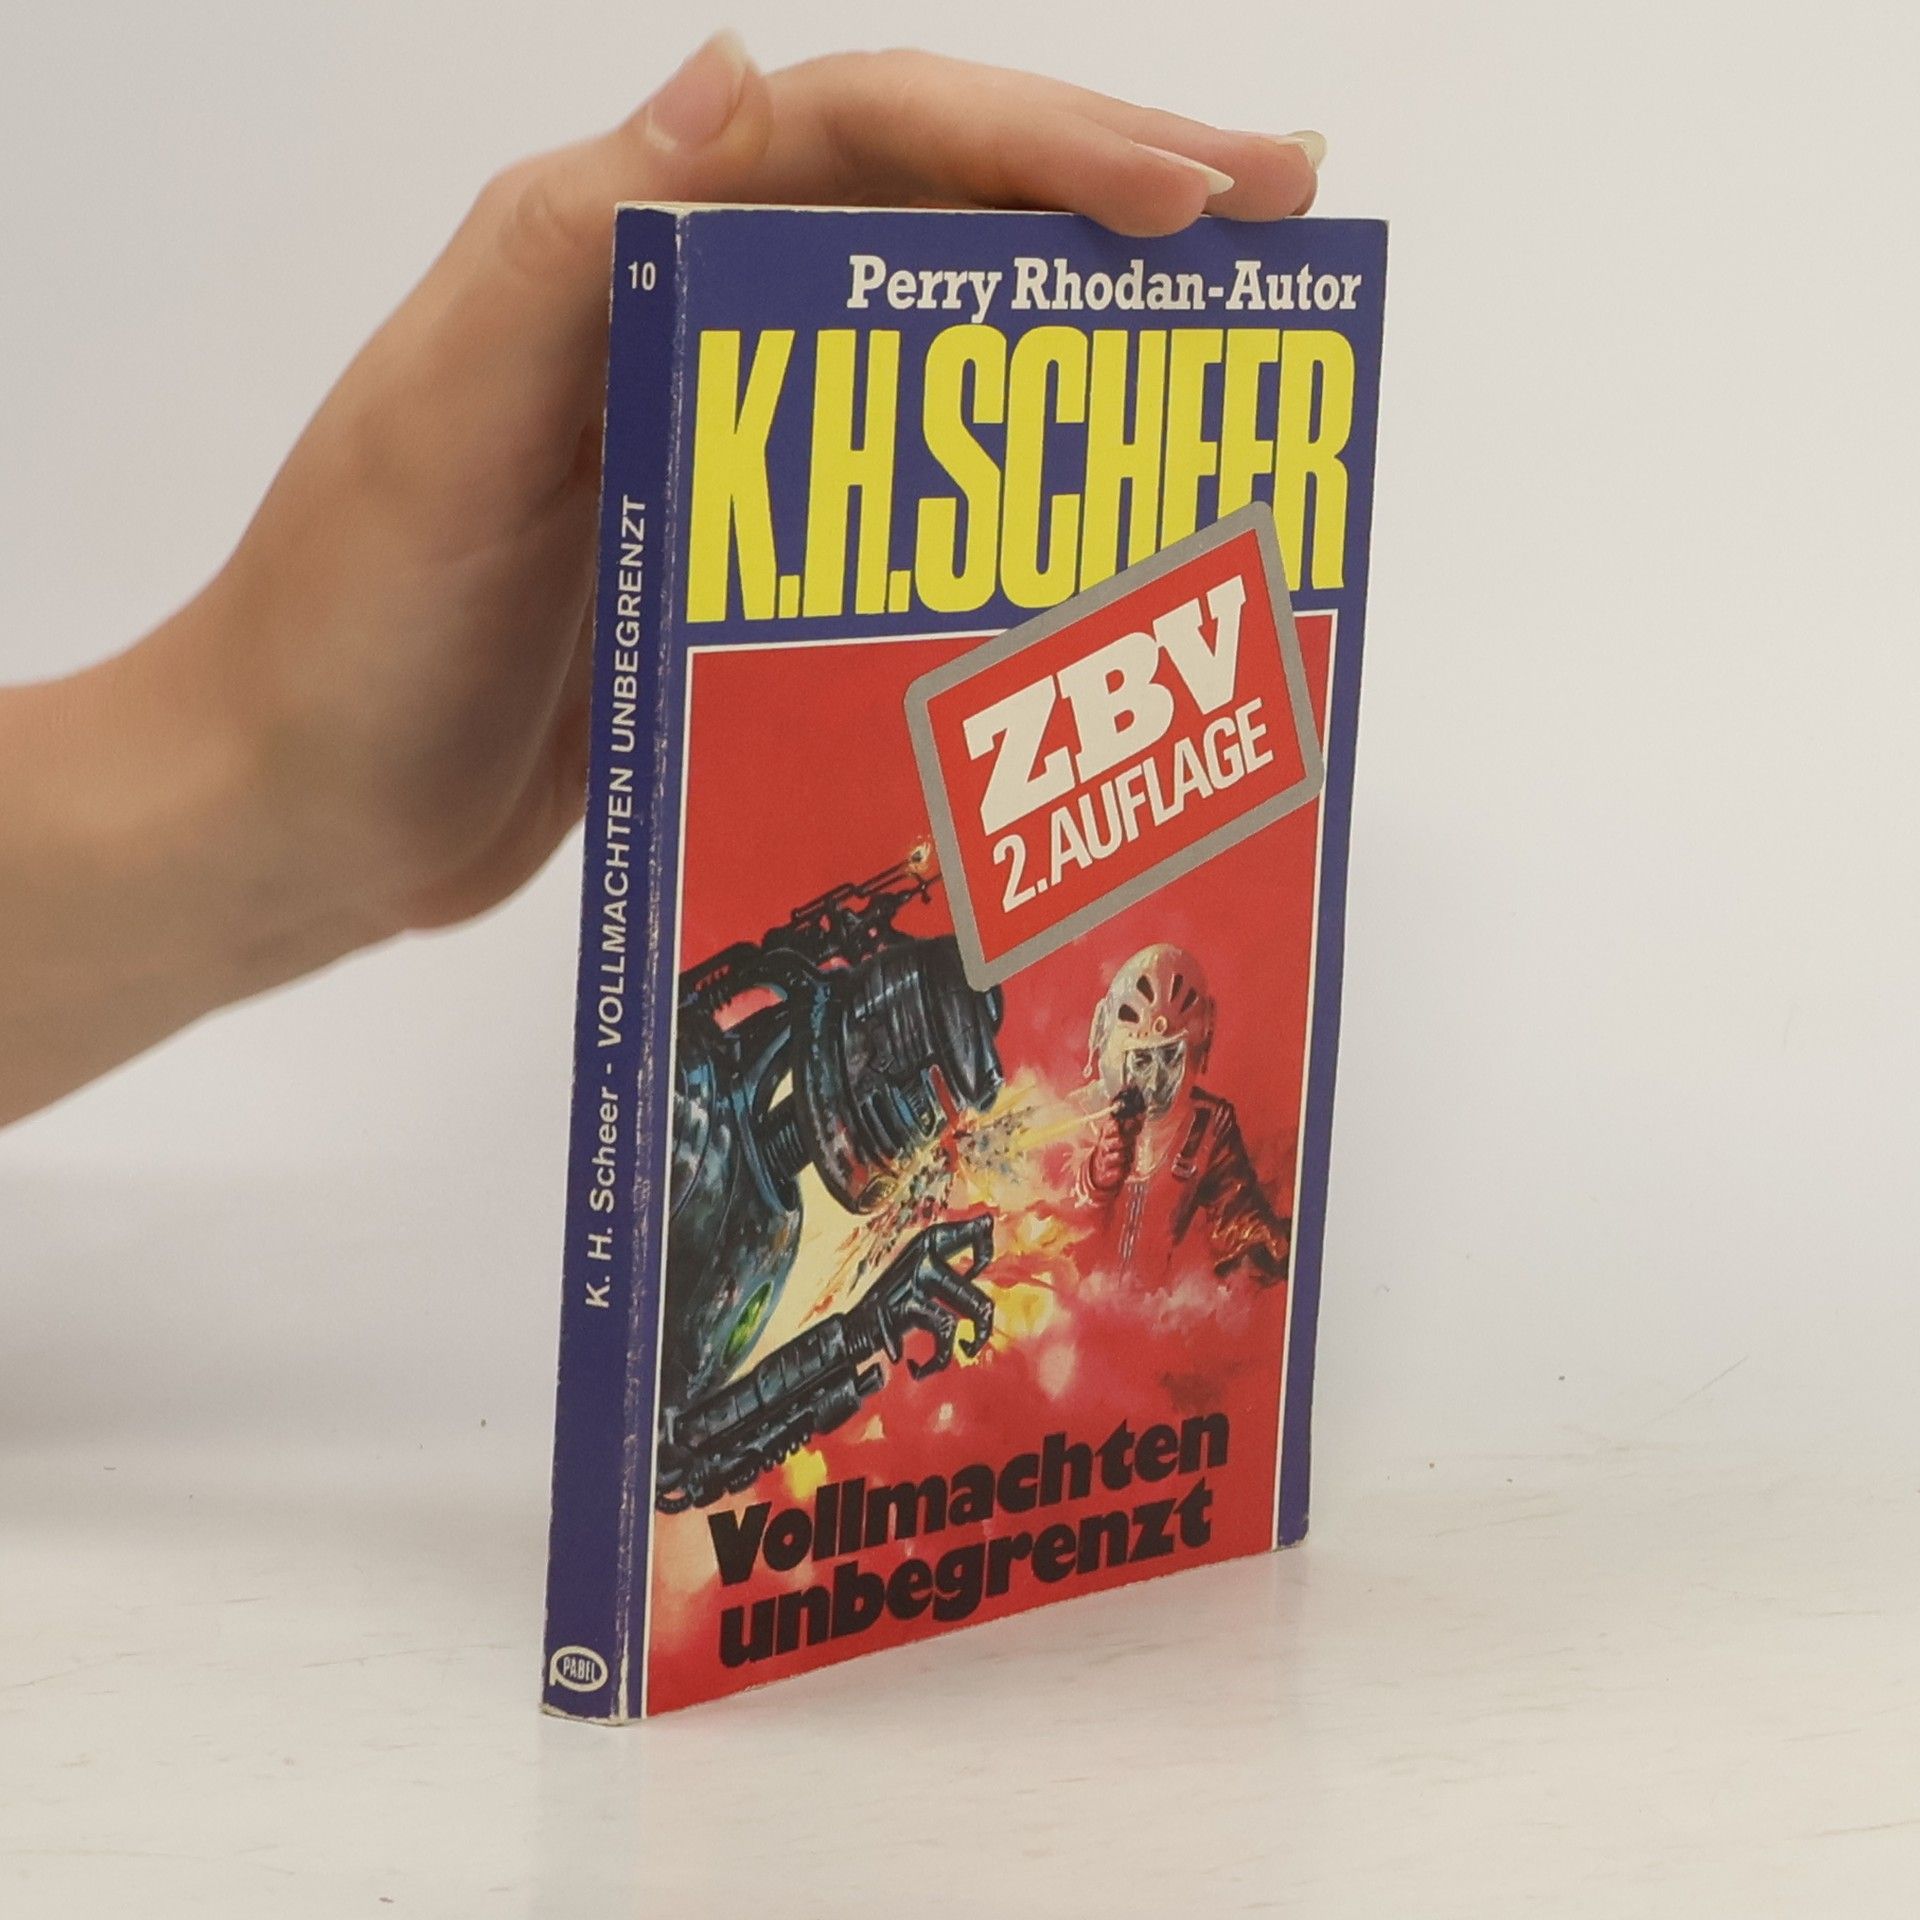 10
K. H. Scheer - VOLLMACHTEN UNBEGRENZT
PABEL
Perry Rhodan-Autor
K.H.SCHEER
ZBV
2.AUFLAGE
Vollmachten
unbegrenzt